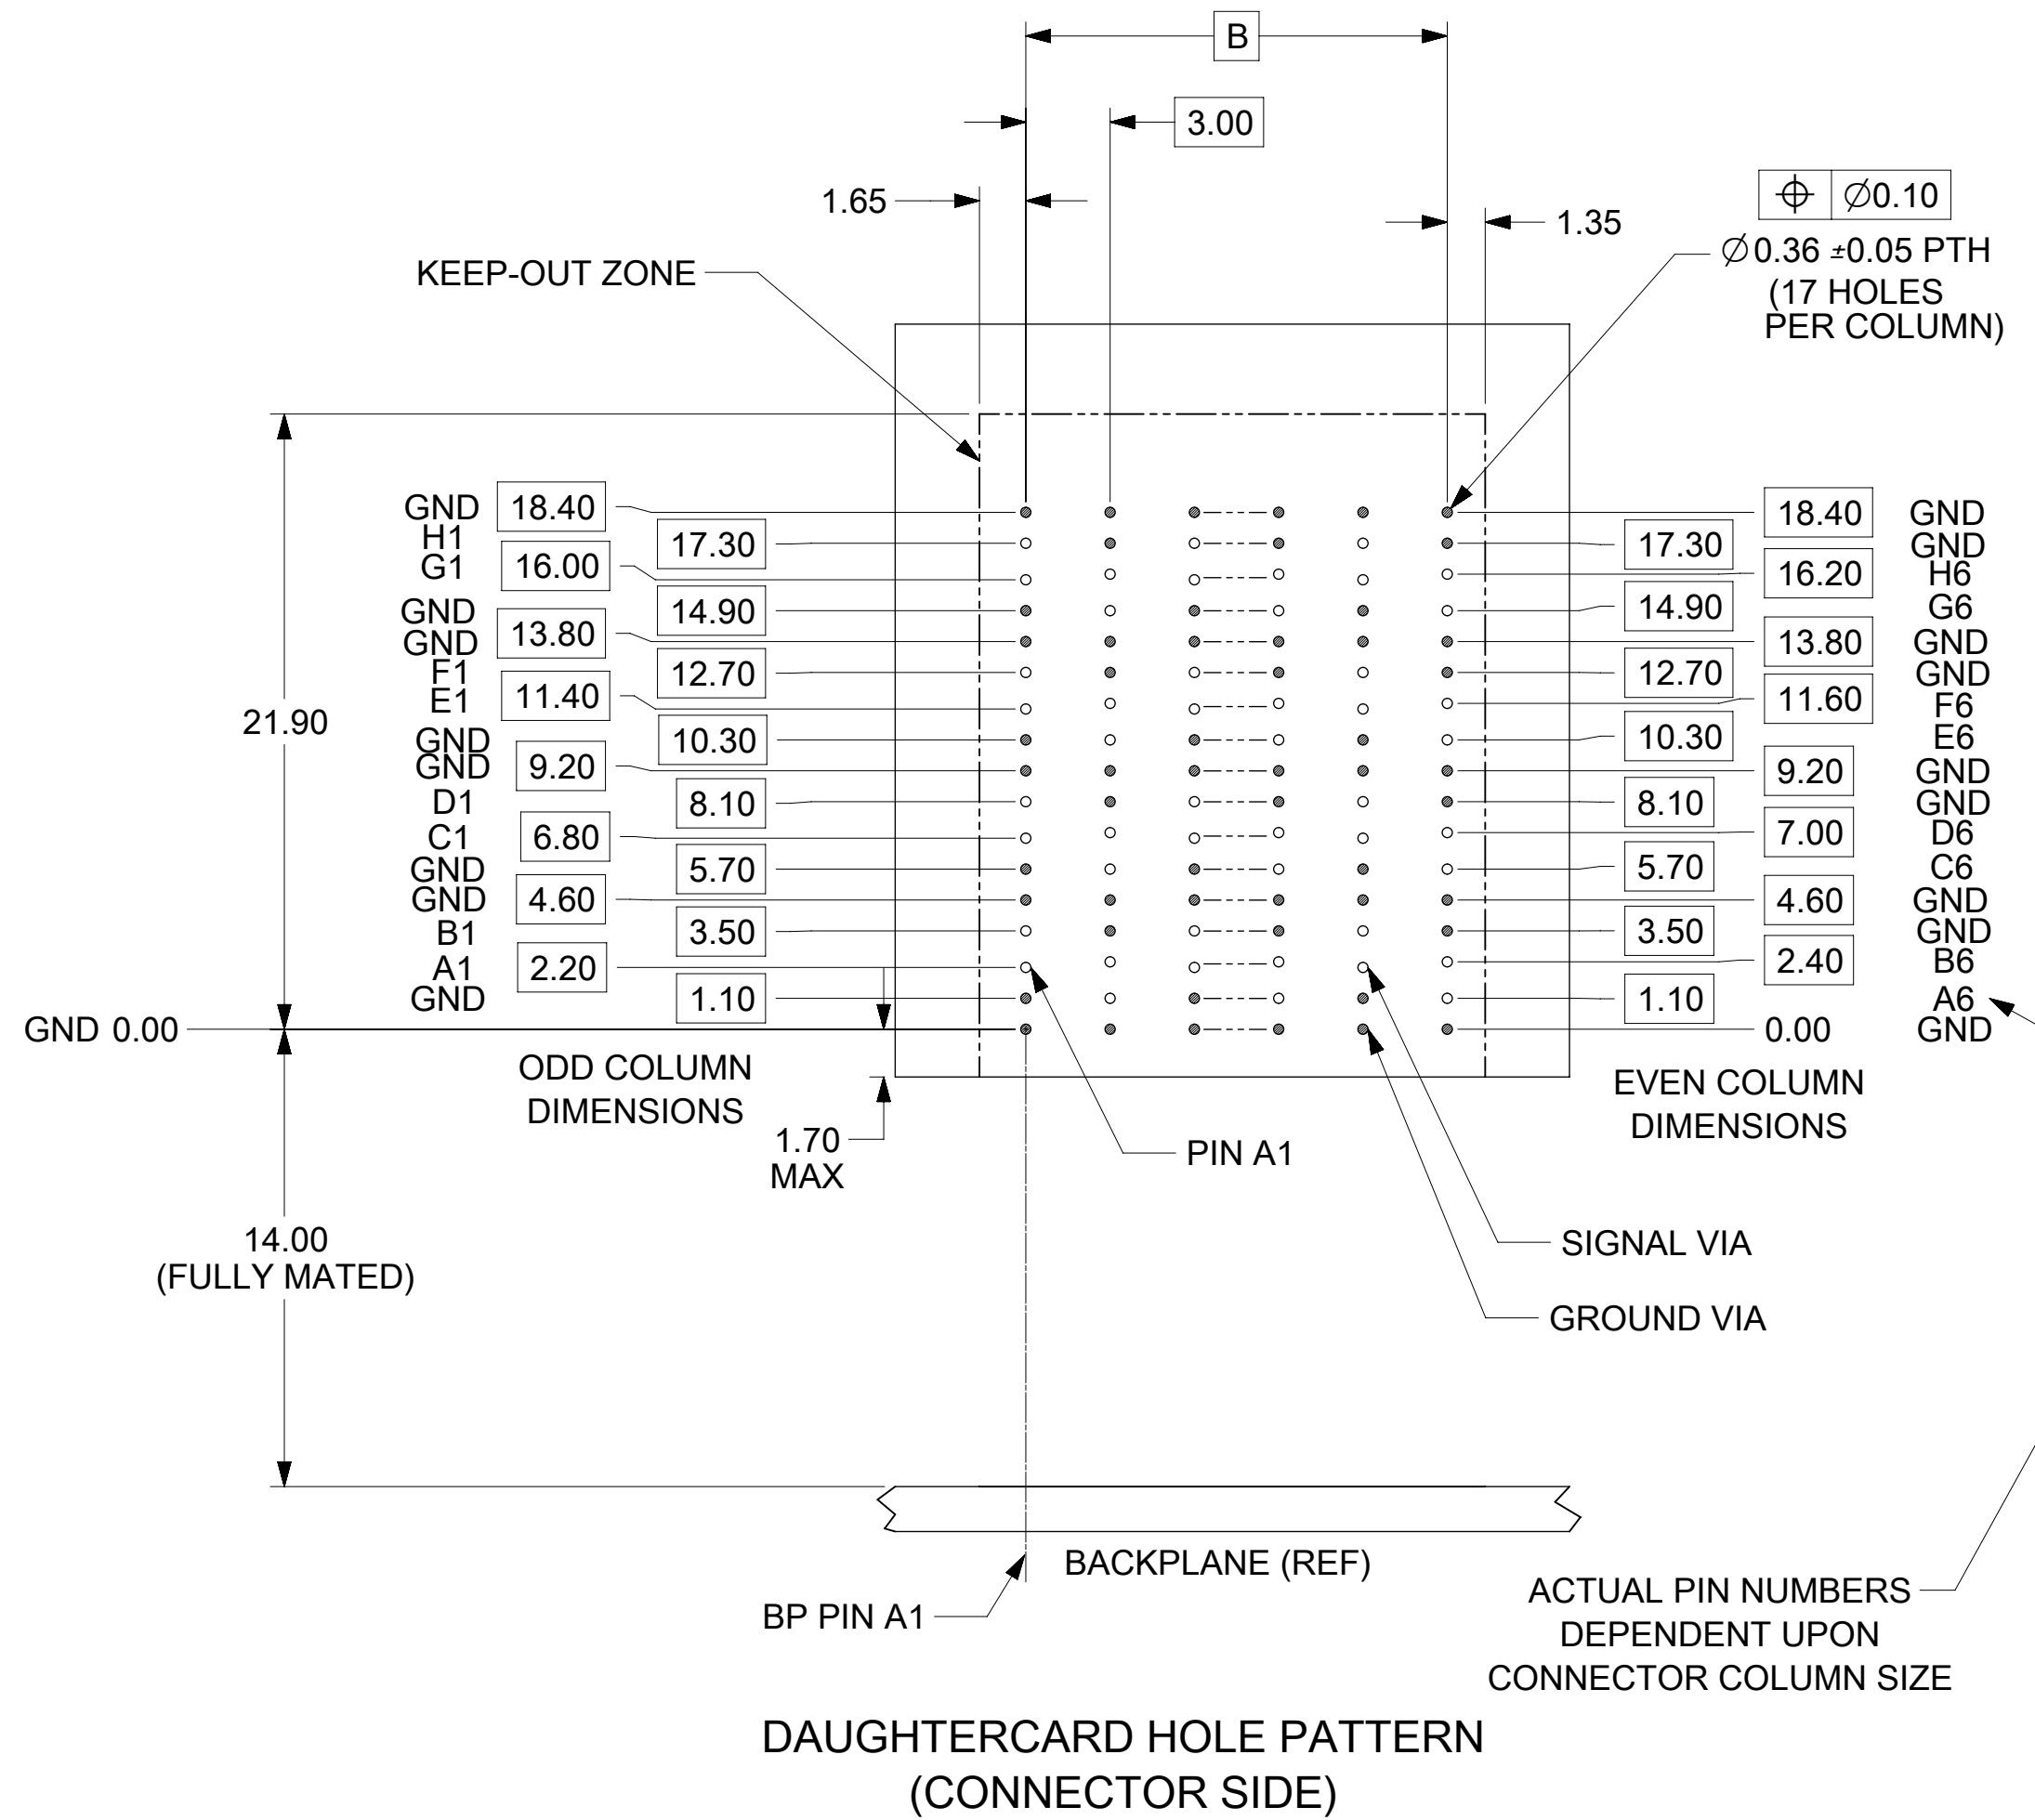 B
3.00
1.65
1.35
⌖ ∅0.10
∅0.36 ±0.05 PTH
(17 HOLES
PER COLUMN)
KEEP-OUT ZONE
21.90
GND 18.40
H1 17.30
G1 16.00
GND 14.90
GND 13.80
F1 12.70
E1 11.40
GND 10.30
GND 9.20
D1 8.10
C1 6.80
GND 5.70
GND 4.60
B1 3.50
A1 2.20
GND 1.10
GND 0.00
18.40 GND
17.30 GND
16.20 H6
14.90 G6
13.80 GND
12.70 GND
11.60 F6
10.30 E6
9.20 GND
8.10 GND
7.00 D6
5.70 C6
4.60 GND
3.50 GND
2.40 B6
1.10 A6
0.00 GND
ODD COLUMN
DIMENSIONS
EVEN COLUMN
DIMENSIONS
1.70
MAX
PIN A1
14.00
(FULLY MATED)
SIGNAL VIA
GROUND VIA
BACKPLANE (REF)
BP PIN A1
ACTUAL PIN NUMBERS
DEPENDENT UPON
CONNECTOR COLUMN SIZE
DAUGHTERCARD HOLE PATTERN
(CONNECTOR SIDE)